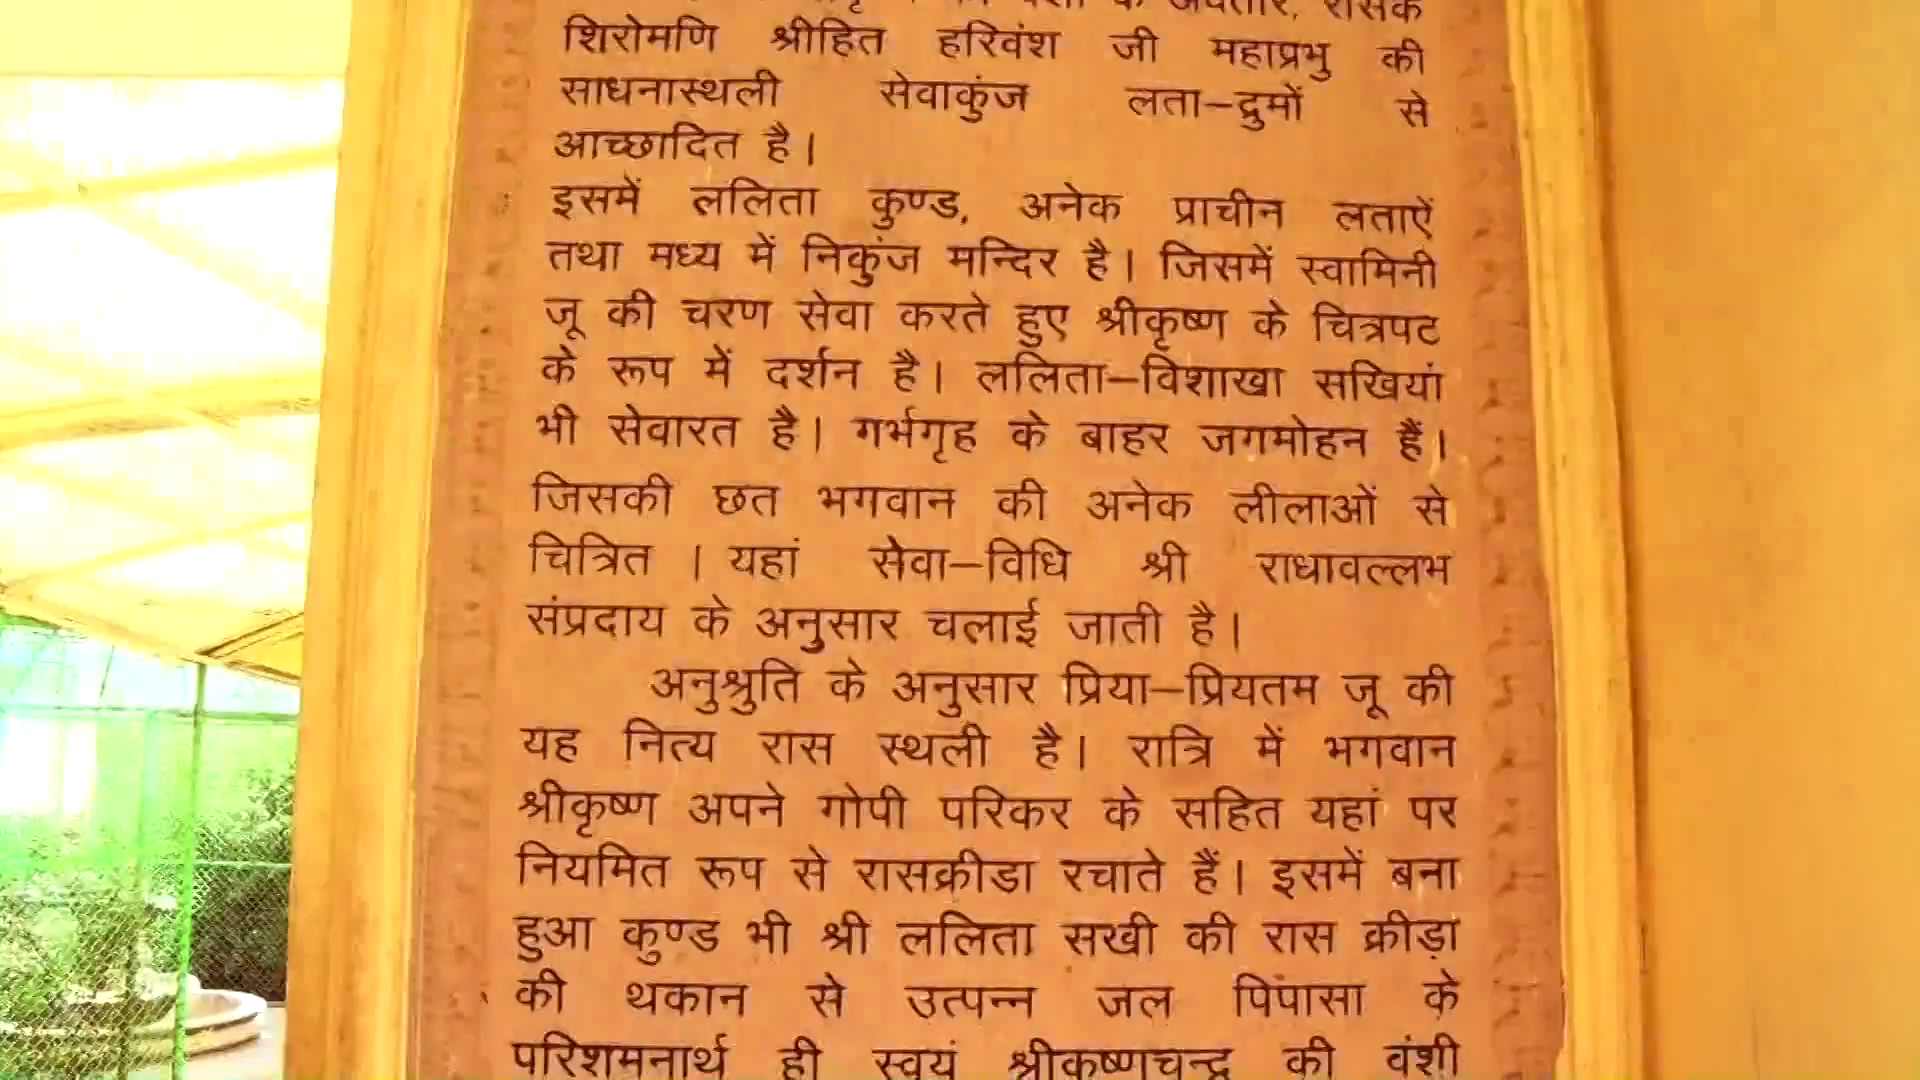 के अवतार, रसिक
शिरोमणि श्रीहित हरिवंश जी महाप्रभु की
साधनास्थली सेवाकुंज लता–द्रुमों से
आच्छादित है।
इसमें ललिता कुण्ड, अनेक प्राचीन लताऐं
तथा मध्य में निकुंज मन्दिर है। जिसमें स्वामिनी
जू की चरण सेवा करते हुए श्रीकृष्ण के चित्रपट
के रूप में दर्शन है। ललिता–विशाखा सखियां
भी सेवारत है। गर्भगृह के बाहर जगमोहन हैं।
जिसकी छत भगवान की अनेक लीलाओं से
चित्रित । यहां सेवा–विधि श्री राधावल्लभ
संप्रदाय के अनुसार चलाई जाती है।
अनुश्रुति के अनुसार प्रिया–प्रियतम जू की
यह नित्य रास स्थली है। रात्रि में भगवान
श्रीकृष्ण अपने गोपी परिकर के सहित यहां पर
नियमित रूप से रासक्रीडा रचाते हैं। इसमें बना
हुआ कुण्ड भी श्री ललिता सखी की रास क्रीड़ा
की थकान से उत्पन्न जल पिंपासा के
परिशमनार्थ ही स्वयं श्रीकृष्णचन्द्र की वंशी